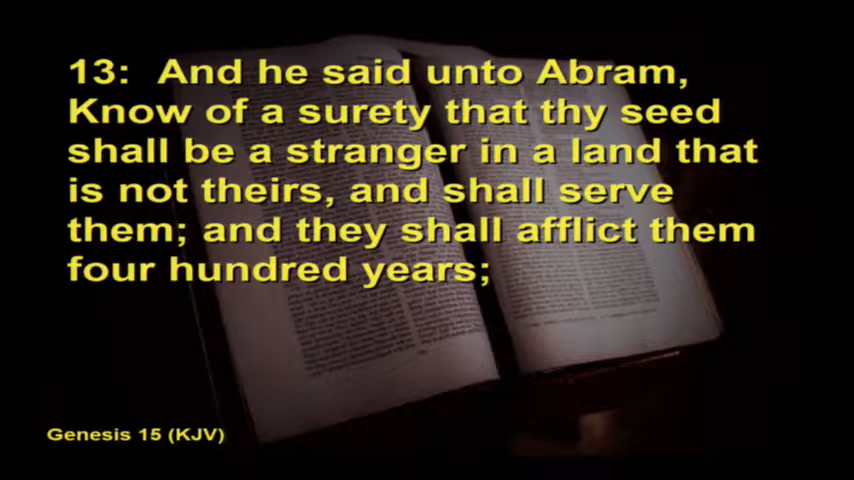 13:  And he said unto Abram,
Know of a surety that thy seed
shall be a stranger in a land that
is not theirs, and shall serve
them; and they shall afflict them
four hundred years;
Genesis 15 (KJV)